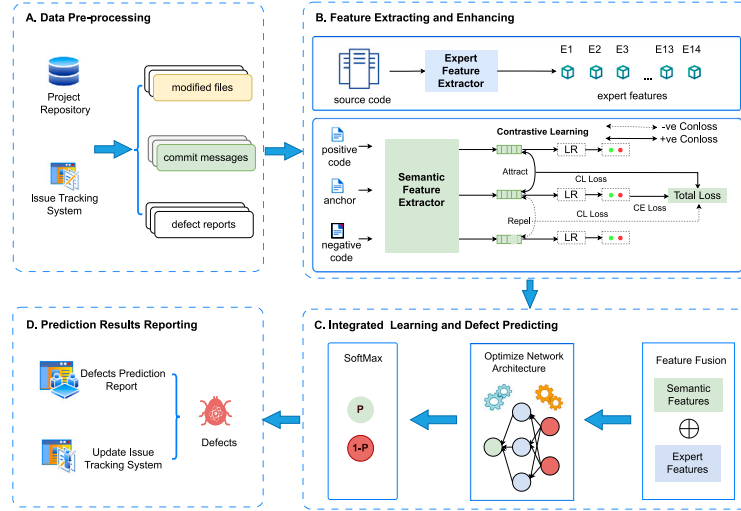 A. Data Pre-processing
Project
Repository
Issue Tracking
System
modified files
commit messages
defect reports
B. Feature Extracting and Enhancing
source code
Expert
Feature
Extractor
E1 E2 E3 ... E13 E14
expert features
positive
code
anchor
negative
code
Semantic
Feature
Extractor
Contrastive Learning
-ve Conloss
+ve Conloss
Attract
Repel
LR
LR
LR
CL Loss
CL Loss
CE Loss
Total Loss
D. Prediction Results Reporting
Defects Prediction
Report
Update Issue
Tracking System
Defects
C. Integrated Learning and Defect Predicting
SoftMax
P
1-P
Optimize Network
Architecture
Feature Fusion
Semantic
Features
Expert
Features